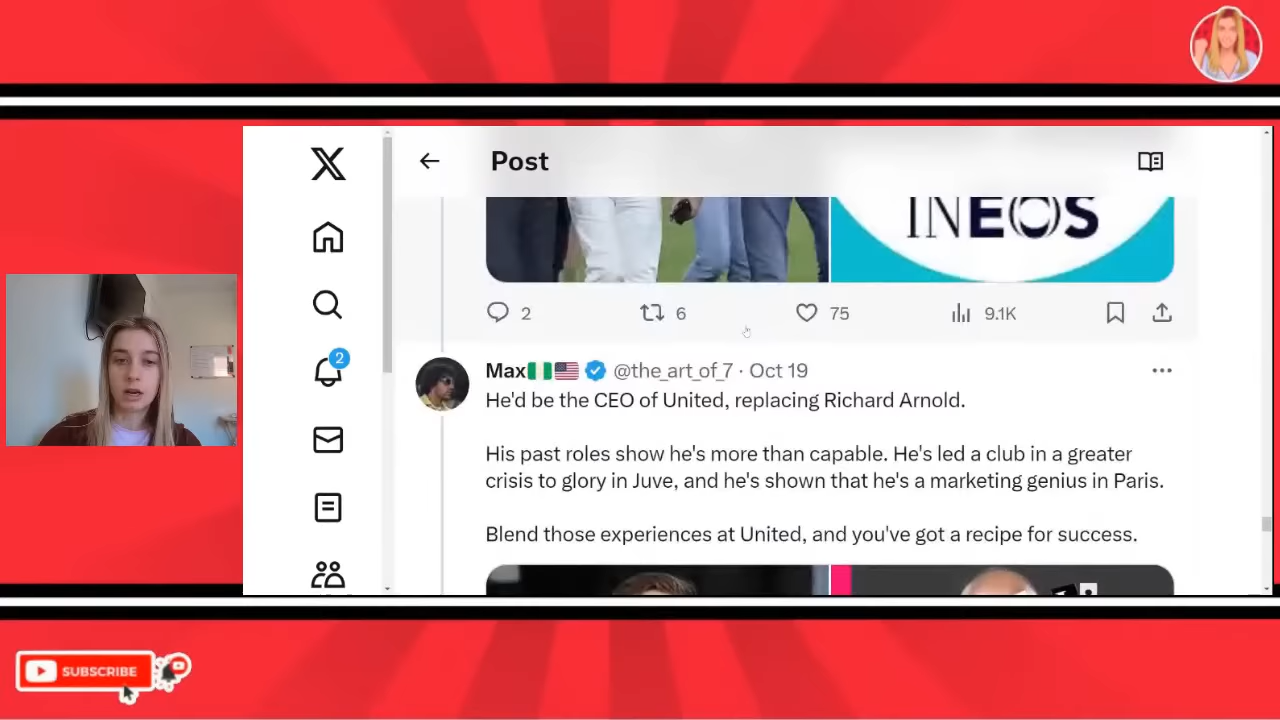 Post
INEOS
2
6
75
9.1K
2
Max @the_art_of_7 · Oct 19
He'd be the CEO of United, replacing Richard Arnold.
His past roles show he's more than capable. He's led a club in a greater
crisis to glory in Juve, and he's shown that he's a marketing genius in Paris.
Blend those experiences at United, and you've got a recipe for success.
SUBSCRIBE